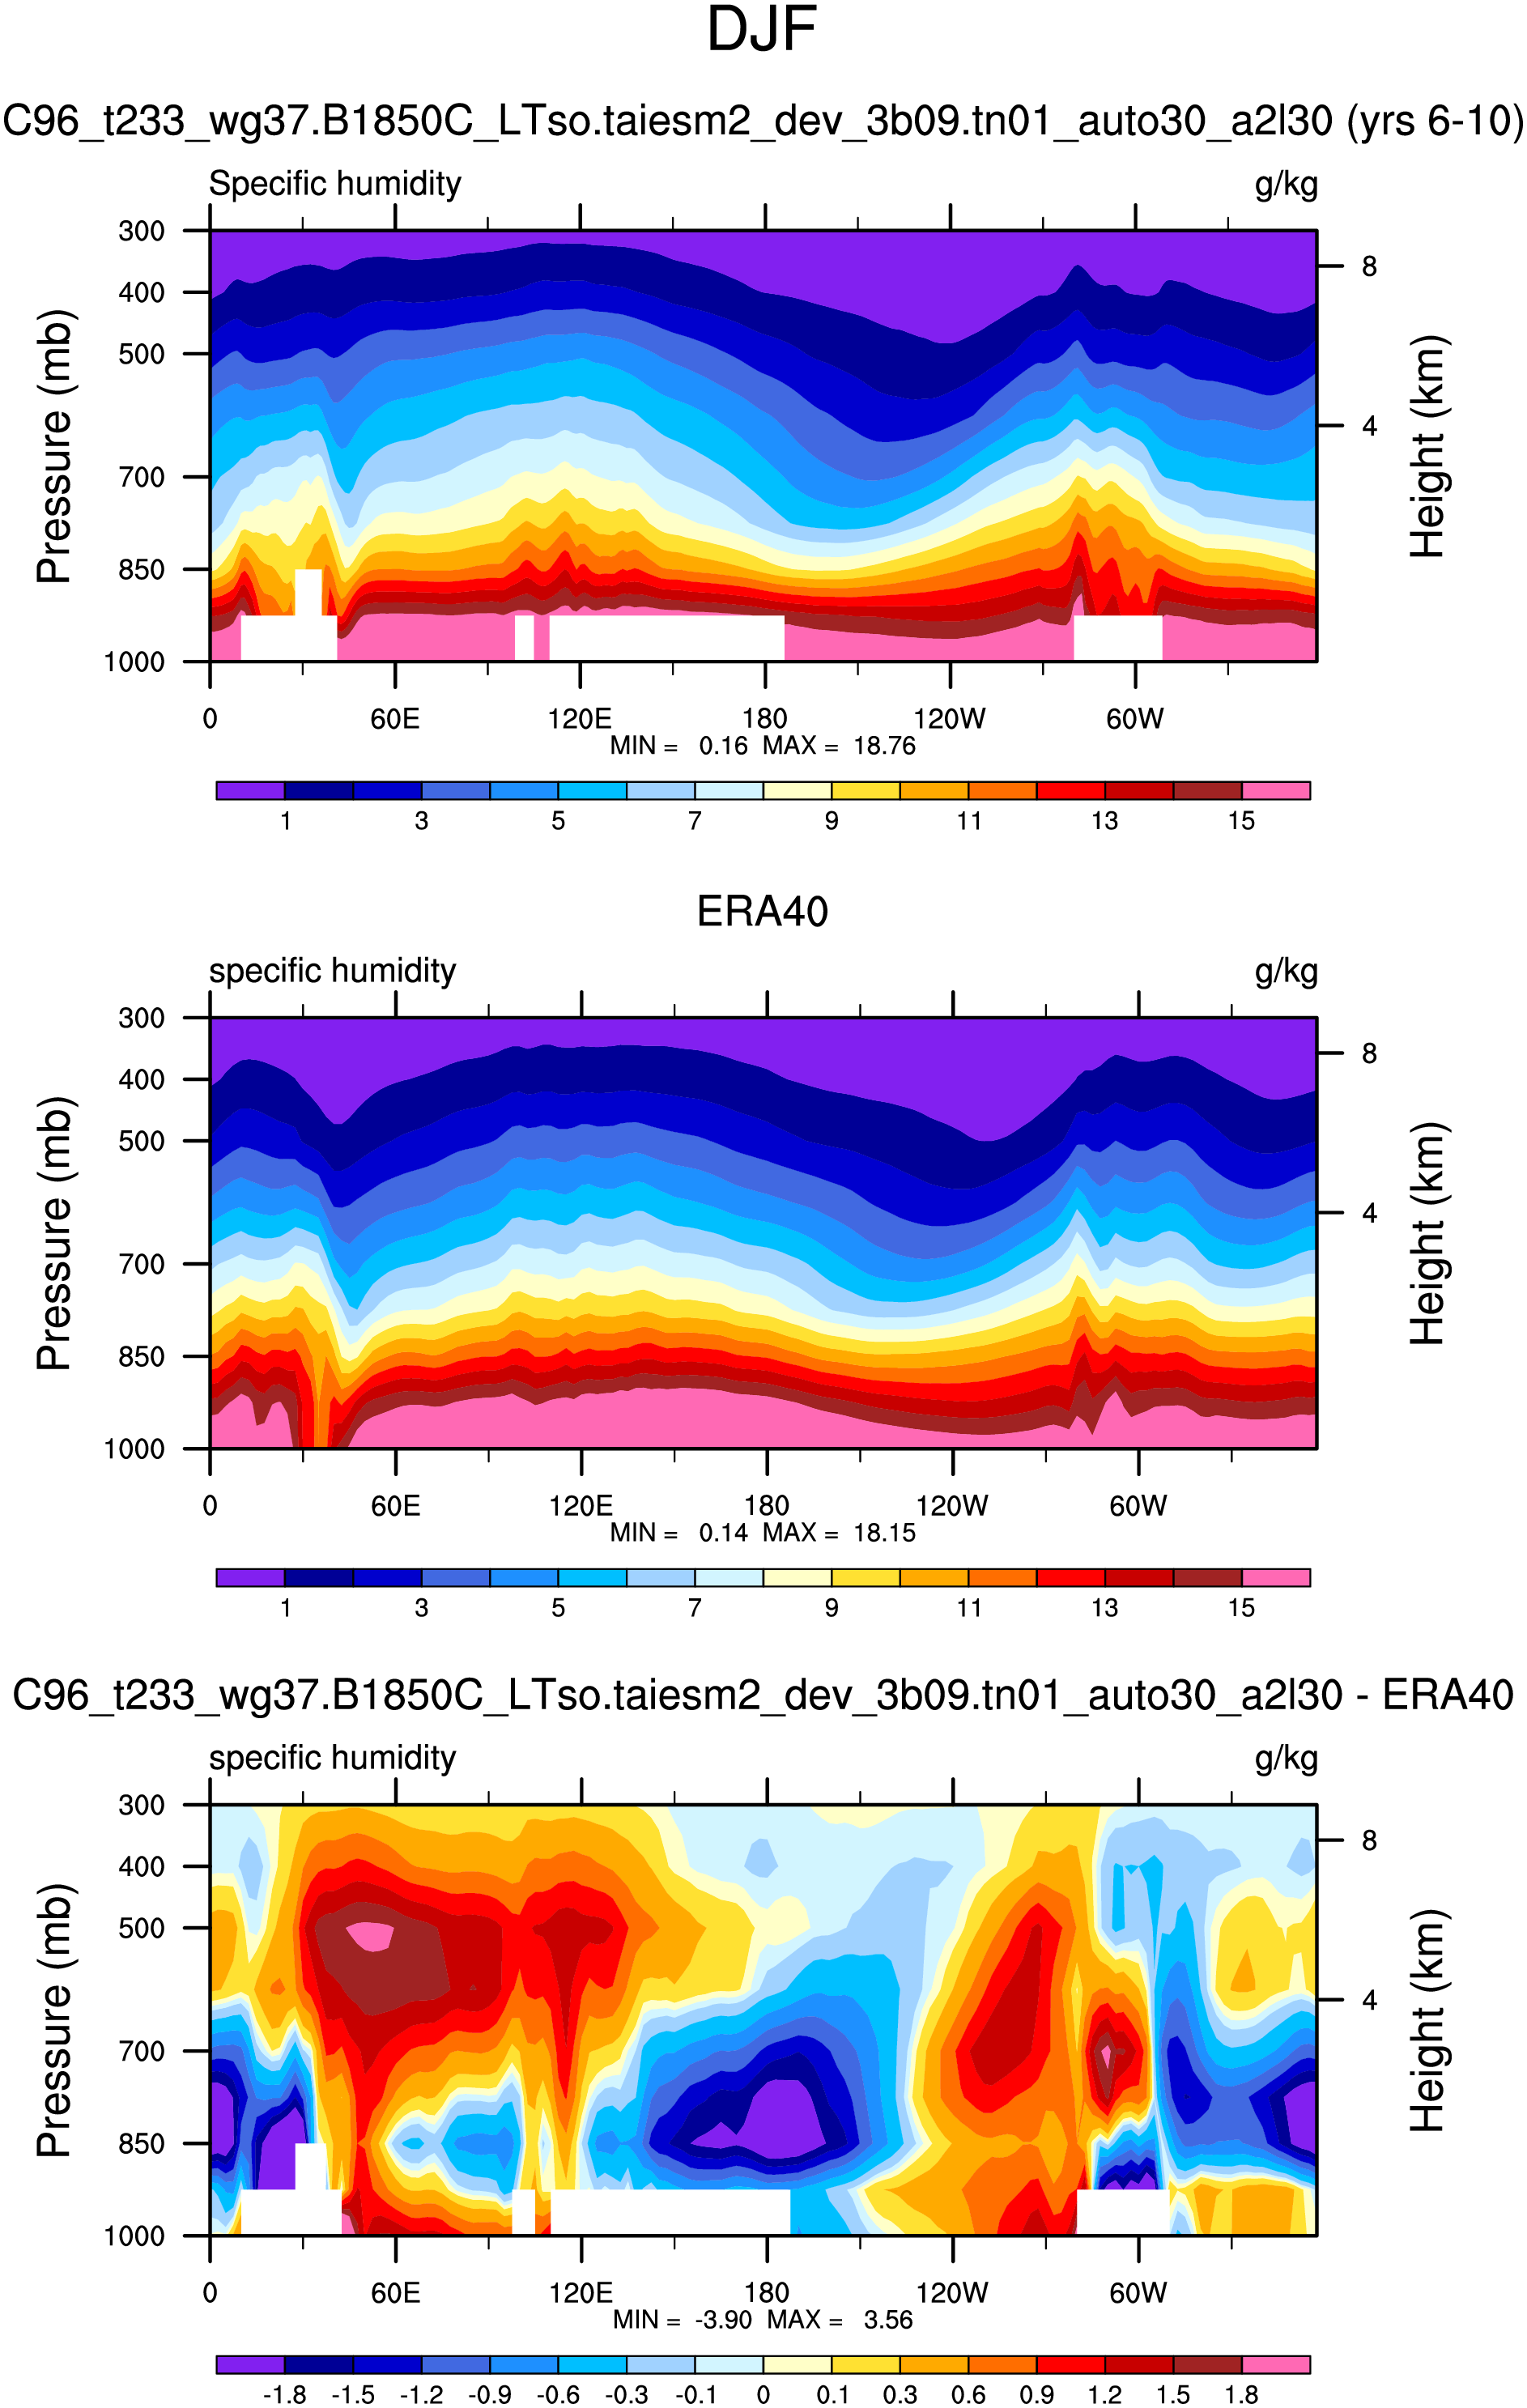 DJF
C96_t233_wg37.B1850C_LTso.taiesm2_dev_3b09.tn01_auto30_a2l30 (yrs 6-10)
Specific humidity g/kg
300
400
500
700
850
1000
Pressure (mb)
8
4
Height (km)
0 60E 120E 180 120W 60W
MIN = 0.16 MAX = 18.76
1 3 5 7 9 11 13 15
ERA40
specific humidity g/kg
300
400
500
700
850
1000
Pressure (mb)
8
4
Height (km)
0 60E 120E 180 120W 60W
MIN = 0.14 MAX = 18.15
1 3 5 7 9 11 13 15
C96_t233_wg37.B1850C_LTso.taiesm2_dev_3b09.tn01_auto30_a2l30 - ERA40
specific humidity g/kg
300
400
500
700
850
1000
Pressure (mb)
8
4
Height (km)
0 60E 120E 180 120W 60W
MIN = -3.90 MAX = 3.56
-1.8 -1.5 -1.2 -0.9 -0.6 -0.3 -0.1 0 0.1 0.3 0.6 0.9 1.2 1.5 1.8